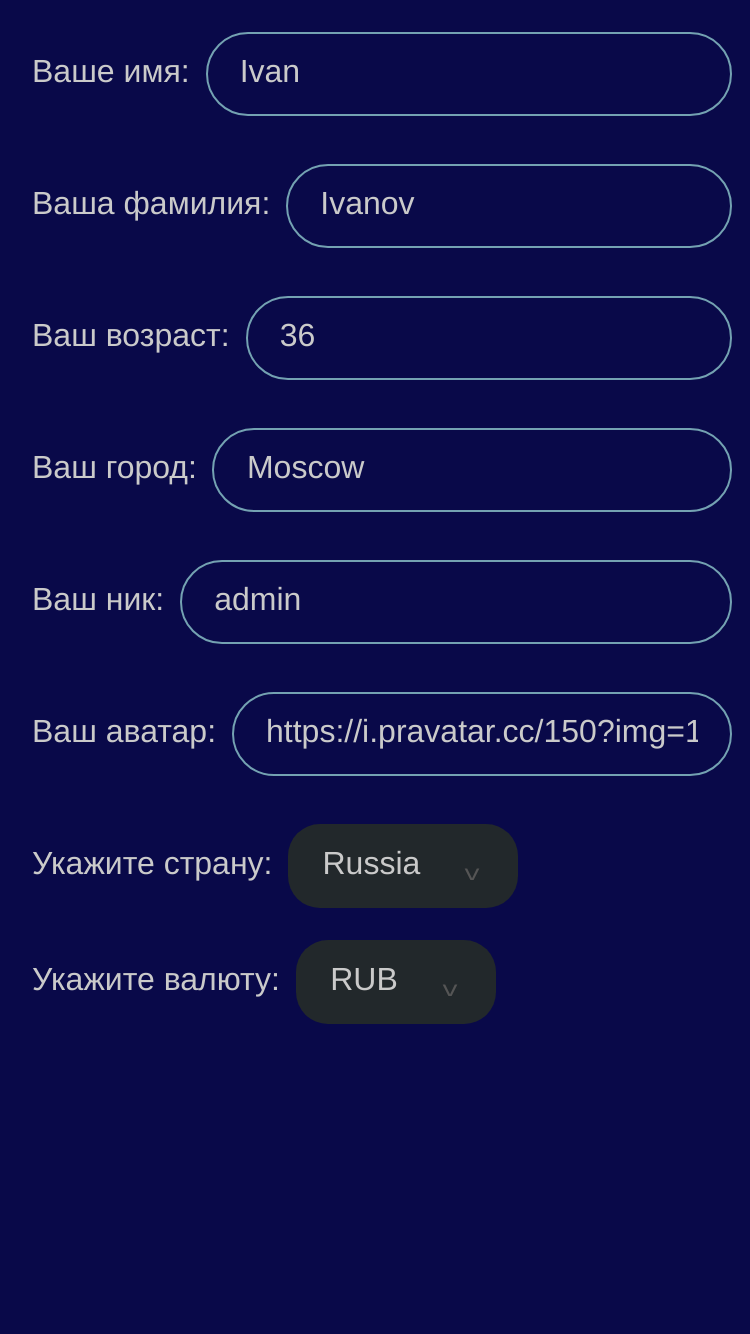 Ваше имя: Ivan
Ваша фамилия: Ivanov
Ваш возраст: 36
Ваш город: Moscow
Ваш ник: admin
Ваш аватар: https://i.pravatar.cc/150?img=1
Укажите страну: Russia
Укажите валюту: RUB